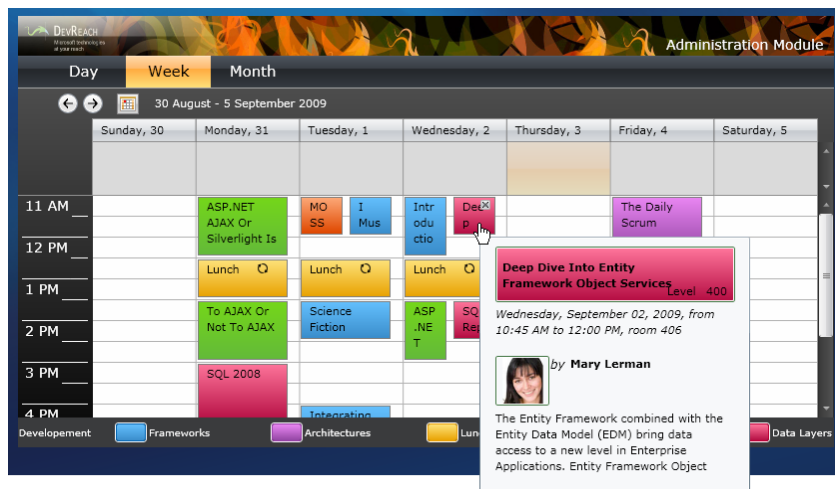 DEVREACH
Microsoft technologies
at your reach
Administration Module
Day Week Month
30 August - 5 September 2009
Sunday, 30 Monday, 31 Tuesday, 1 Wednesday, 2 Thursday, 3 Friday, 4 Saturday, 5
11 AM
12 PM
1 PM
2 PM
3 PM
4 PM
ASP.NET
AJAX Or
Silverlight Is
Lunch
To AJAX Or
Not To AJAX
SQL 2008
MO
SS
I
Mus
Lunch
Science
Fiction
Integrating
Intr
odu
ctio
Dee
p
Lunch
ASP
.NE
T
SQ
Rep
The Daily
Scrum
Deep Dive Into Entity
Framework Object Services
Level 400
Wednesday, September 02, 2009, from
10:45 AM to 12:00 PM, room 406
by Mary Lerman
The Entity Framework combined with the
Entity Data Model (EDM) bring data
access to a new level in Enterprise
Applications. Entity Framework Object
Developement Frameworks Architectures Lun Data Layers